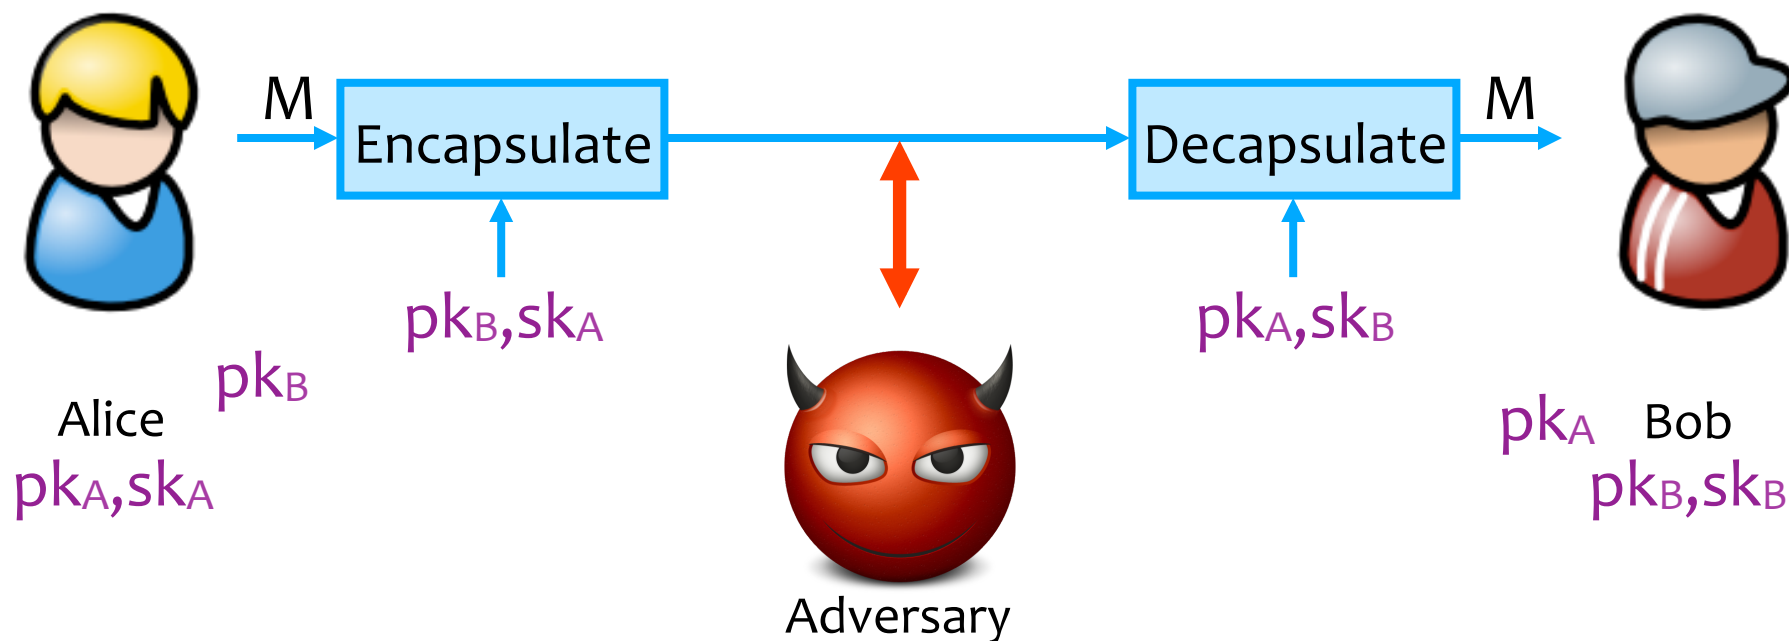 M
Encapsulate
Decapsulate
M
pkB,skA
pkA,skB
pkB
Alice
pkA,skA
pkA
Bob
pkB,skB
Adversary